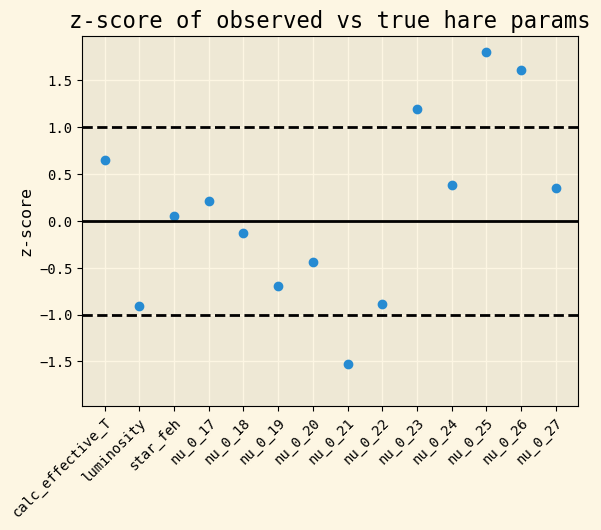 z-score of observed vs true hare params
z-score
1.5
1.0
0.5
0.0
−0.5
−1.0
−1.5
calc_effective_T
luminosity
star_feh
nu_0_17
nu_0_18
nu_0_19
nu_0_20
nu_0_21
nu_0_22
nu_0_23
nu_0_24
nu_0_25
nu_0_26
nu_0_27